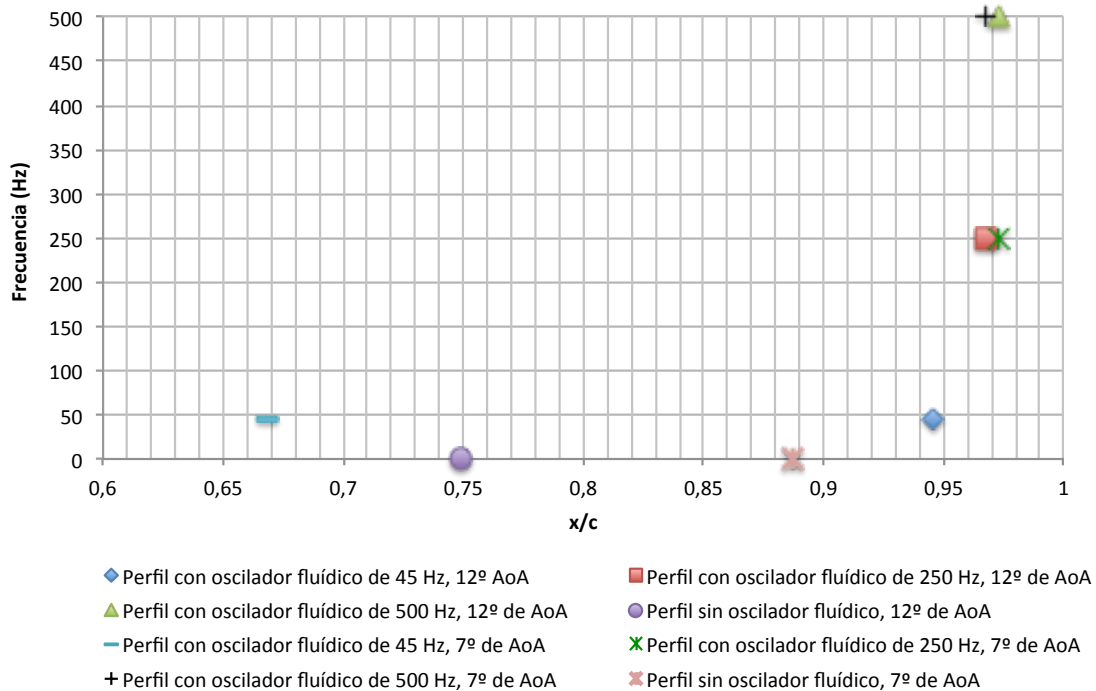 500
450
400
350
300
250
200
150
100
50
0
Frecuencia (Hz)
0,6 0,65 0,7 0,75 0,8 0,85 0,9 0,95 1
x/c
Perfil con oscilador fluídico de 45 Hz, 12º AoA
Perfil con oscilador fluídico de 250 Hz, 12º de AoA
Perfil con oscilador fluídico de 500 Hz, 12º de AoA
Perfil sin oscilador fluídico, 12º de AoA
Perfil con oscilador fluídico de 45 Hz, 7º de AoA
Perfil con oscilador fluídico de 250 Hz, 7º de AoA
Perfil con oscilador fluídico de 500 Hz, 7º de AoA
Perfil sin oscilador fluídico, 7º de AoA